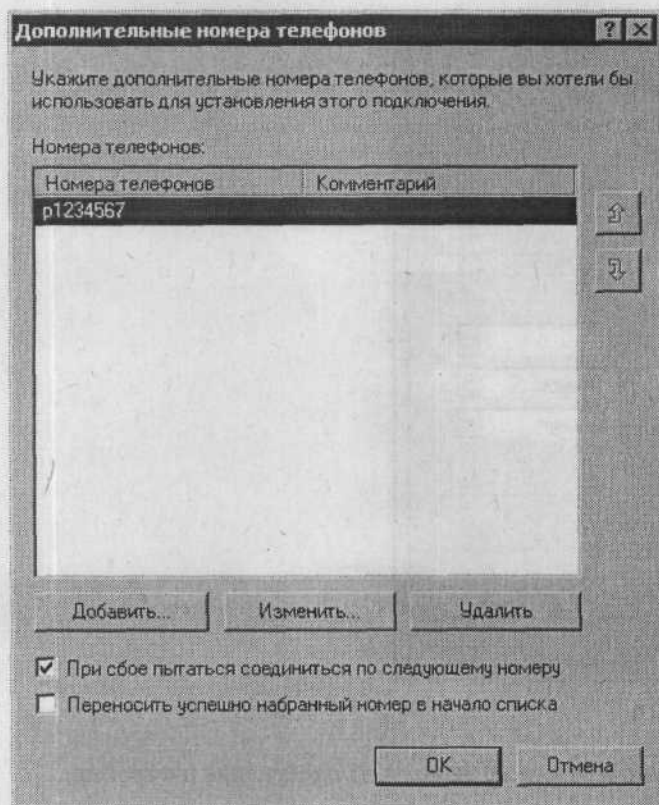 Дополнительные номера телефонов
Укажите дополнительные номера телефонов, которые вы хотели бы
использовать для установления этого подключения.
Номера телефонов:
Номера телефонов Комментарий
p1234567
Добавить... Изменить... Удалить
При сбое пытаться соединиться по следующему номеру
Переносить успешно набранный номер в начало списка
OK Отмена